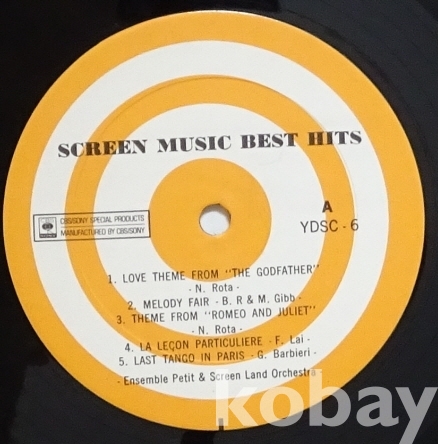 SCREEN MUSIC BEST HITS
CBS/SONY SPECIAL PRODUCTS
MANUFACTURED BY CBS/SONY
A
YDSC - 6
1. LOVE THEME FROM "THE GODFATHER"
- N. Rota -
2. MELODY FAIR - B. R & M. Gibb -
3. THEME FROM "ROMEO AND JULIET"
- N. Rota -
4. LA LEÇON PARTICULIERE - F. Lai -
5. LAST TANGO IN PARIS - G. Barbieri -
- Ensemble Petit & Screen Land Orchestra
kobay